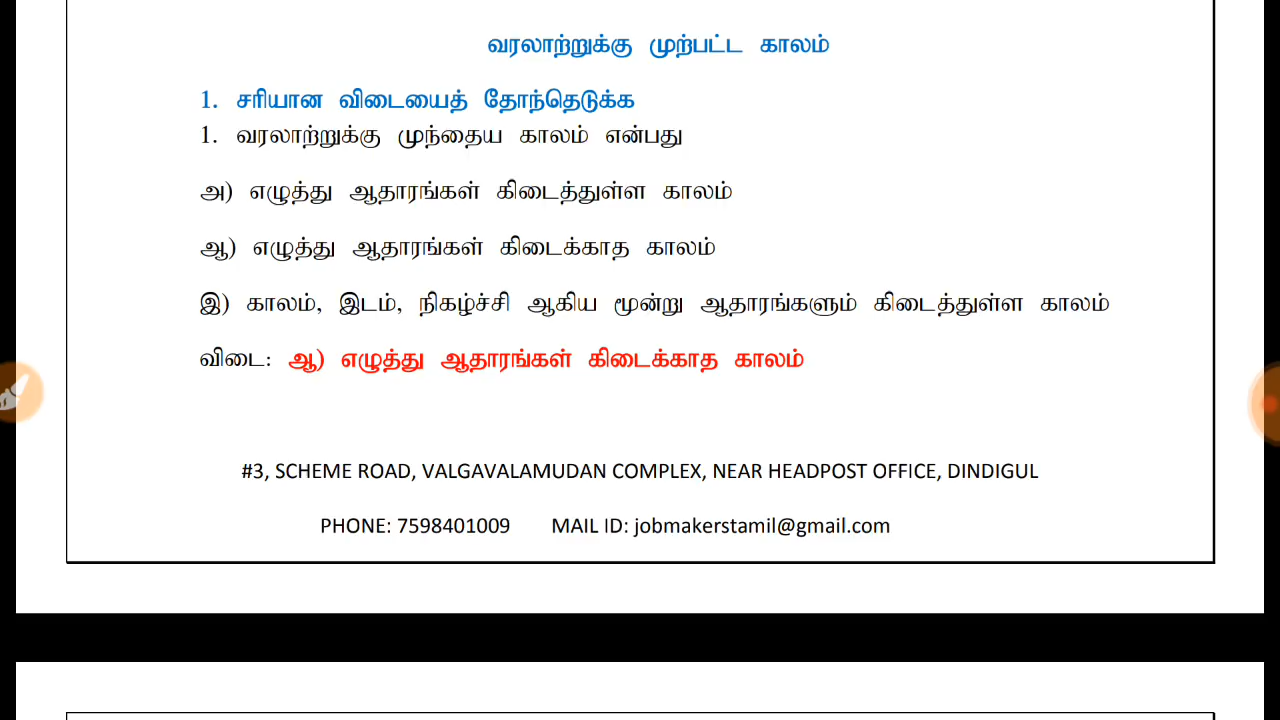 வரலாற்றுக்கு முற்பட்ட காலம்
1. சரியான விடையைத் தோந்தெடுக்க
1. வரலாற்றுக்கு முந்தைய காலம் என்பது
அ) எழுத்து ஆதாரங்கள் கிடைத்துள்ள காலம்
ஆ) எழுத்து ஆதாரங்கள் கிடைக்காத காலம்
இ) காலம், இடம், நிகழ்ச்சி ஆகிய மூன்று ஆதாரங்களும் கிடைத்துள்ள காலம்
விடை: ஆ) எழுத்து ஆதாரங்கள் கிடைக்காத காலம்
#3, SCHEME ROAD, VALGAVALAMUDAN COMPLEX, NEAR HEADPOST OFFICE, DINDIGUL
PHONE: 7598401009 MAIL ID: jobmakerstamil@gmail.com